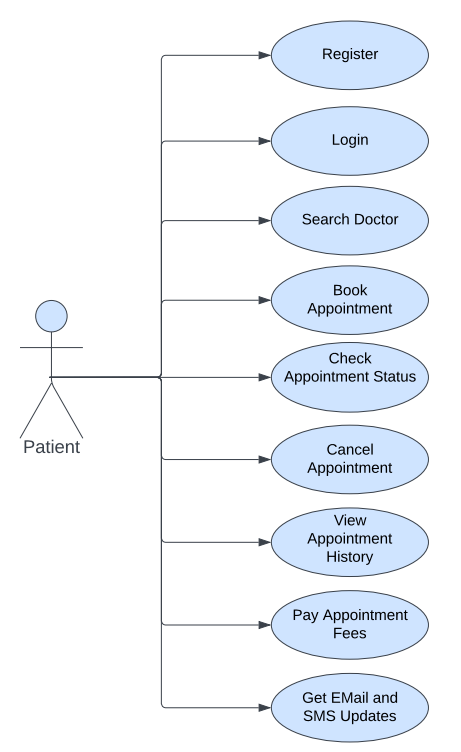 Register
Login
Search Doctor
Book
Appointment
Check
Appointment Status
Patient
Cancel
Appointment
View
Appointment
History
Pay Appointment
Fees
Get EMail and
SMS Updates